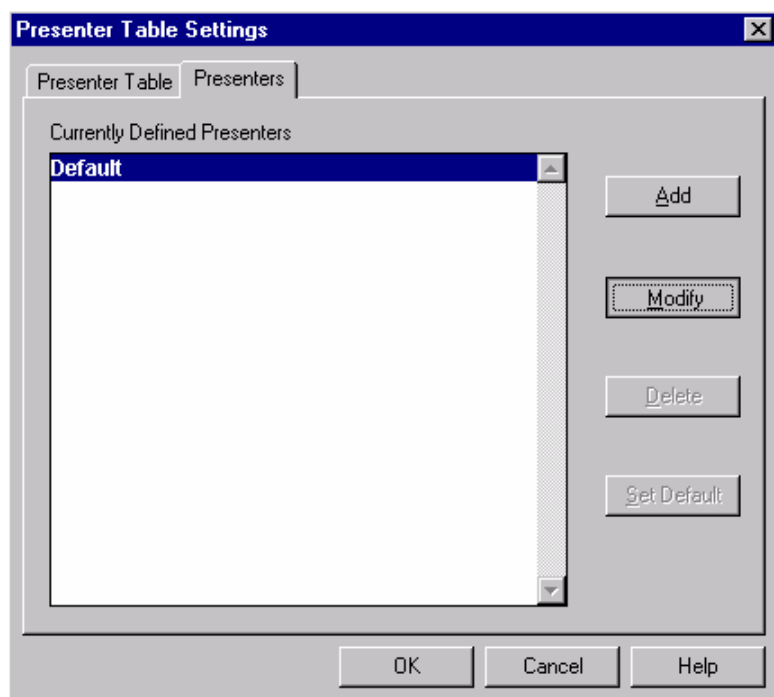 Presenter Table Settings
Presenter Table
Presenters
Currently Defined Presenters
Default
Add
Modify
Delete
Set Default
OK
Cancel
Help